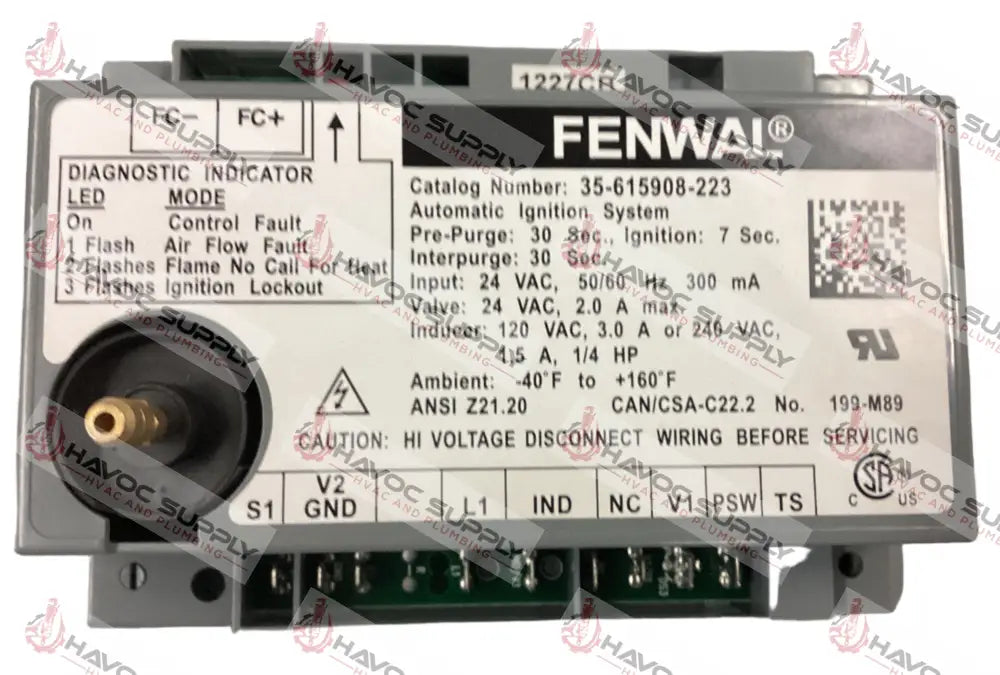 1227CR
FC- FC+
FENWAL®
DIAGNOSTIC INDICATOR
LED MODE
On Control Fault
1 Flash Air Flow Fault
2 Flashes Flame No Call For Heat
3 Flashes Ignition Lockout
Catalog Number: 35-615908-223
Automatic Ignition System
Pre-Purge: 30 Sec., Ignition: 7 Sec.
Interpurge: 30 Sec.
Input: 24 VAC, 50/60 Hz 300 mA
Valve: 24 VAC, 2.0 A max.
Inducer: 120 VAC, 3.0 A or 240 VAC,
1.5 A, 1/4 HP
Ambient: -40°F to +160°F
ANSI Z21.20 CAN/CSA-C22.2 No. 199-M89
CAUTION: HI VOLTAGE DISCONNECT WIRING BEFORE SERVICING
S1 V2 GND L1 IND NC V1 PSW TS
C US
HAVOC SUPPLY
HVAC AND PLUMBING